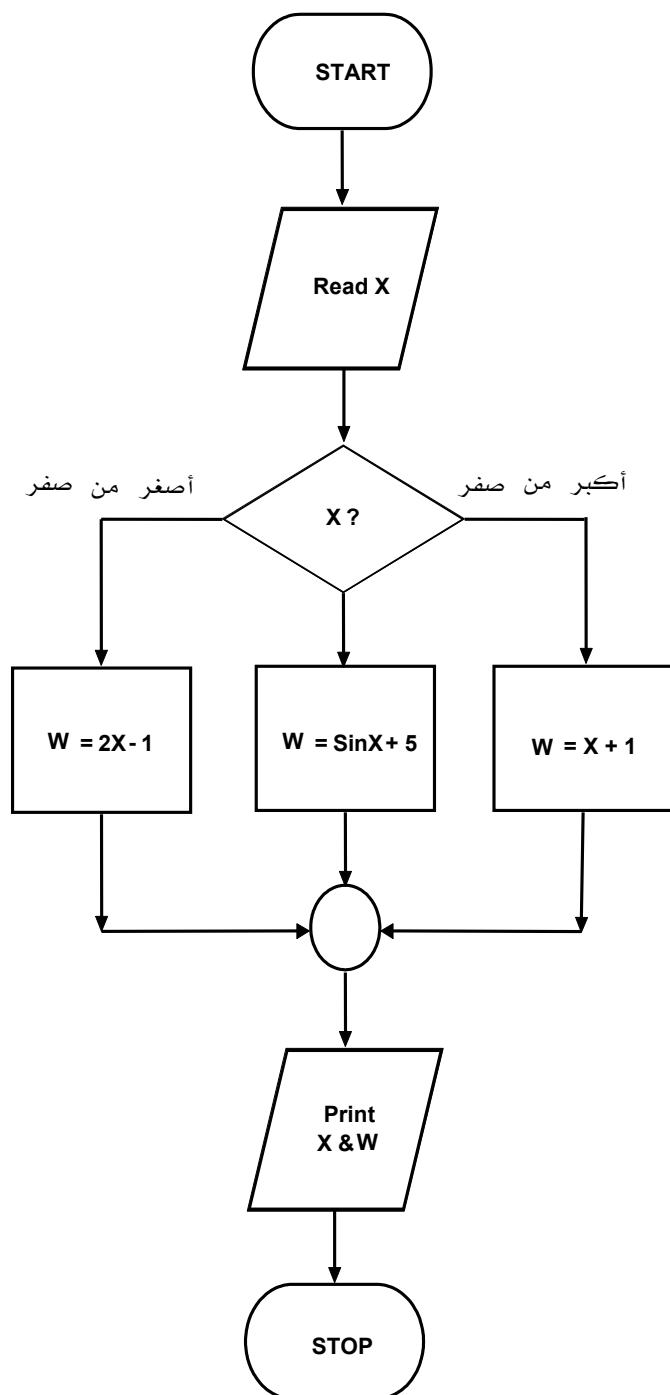 START
Read X
أصغر من صفر
أكبر من صفر
X ?
W = 2X - 1
W = SinX + 5
W = X + 1
Print
X & W
STOP